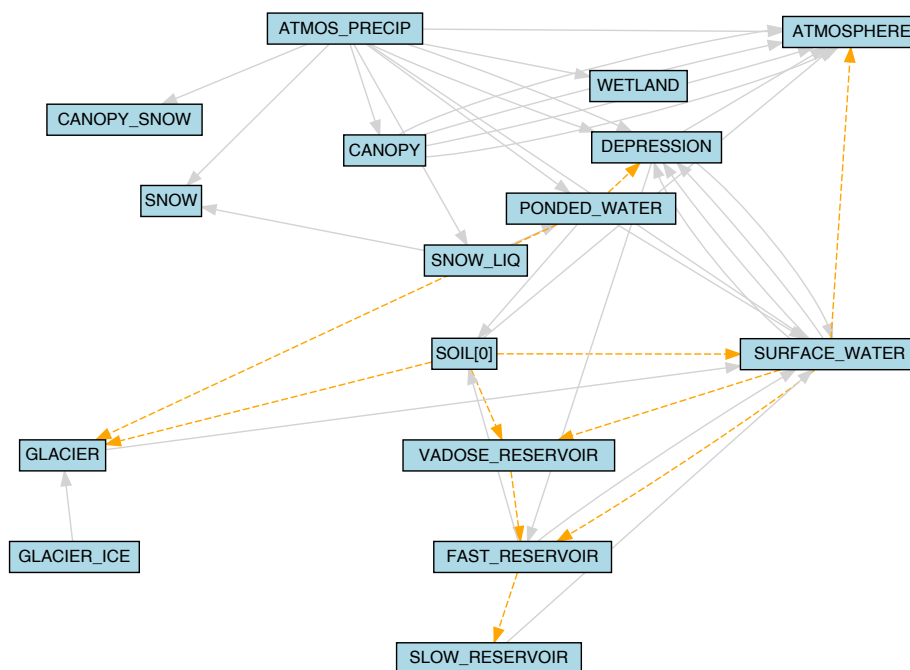 ATMOS_PRECIP
ATMOSPHERE
WETLAND
CANOPY_SNOW
CANOPY
DEPRESSION
SNOW
PONDED_WATER
SNOW_LIQ
SOIL[0]
SURFACE_WATER
GLACIER
VADOSE_RESERVOIR
GLACIER_ICE
FAST_RESERVOIR
SLOW_RESERVOIR